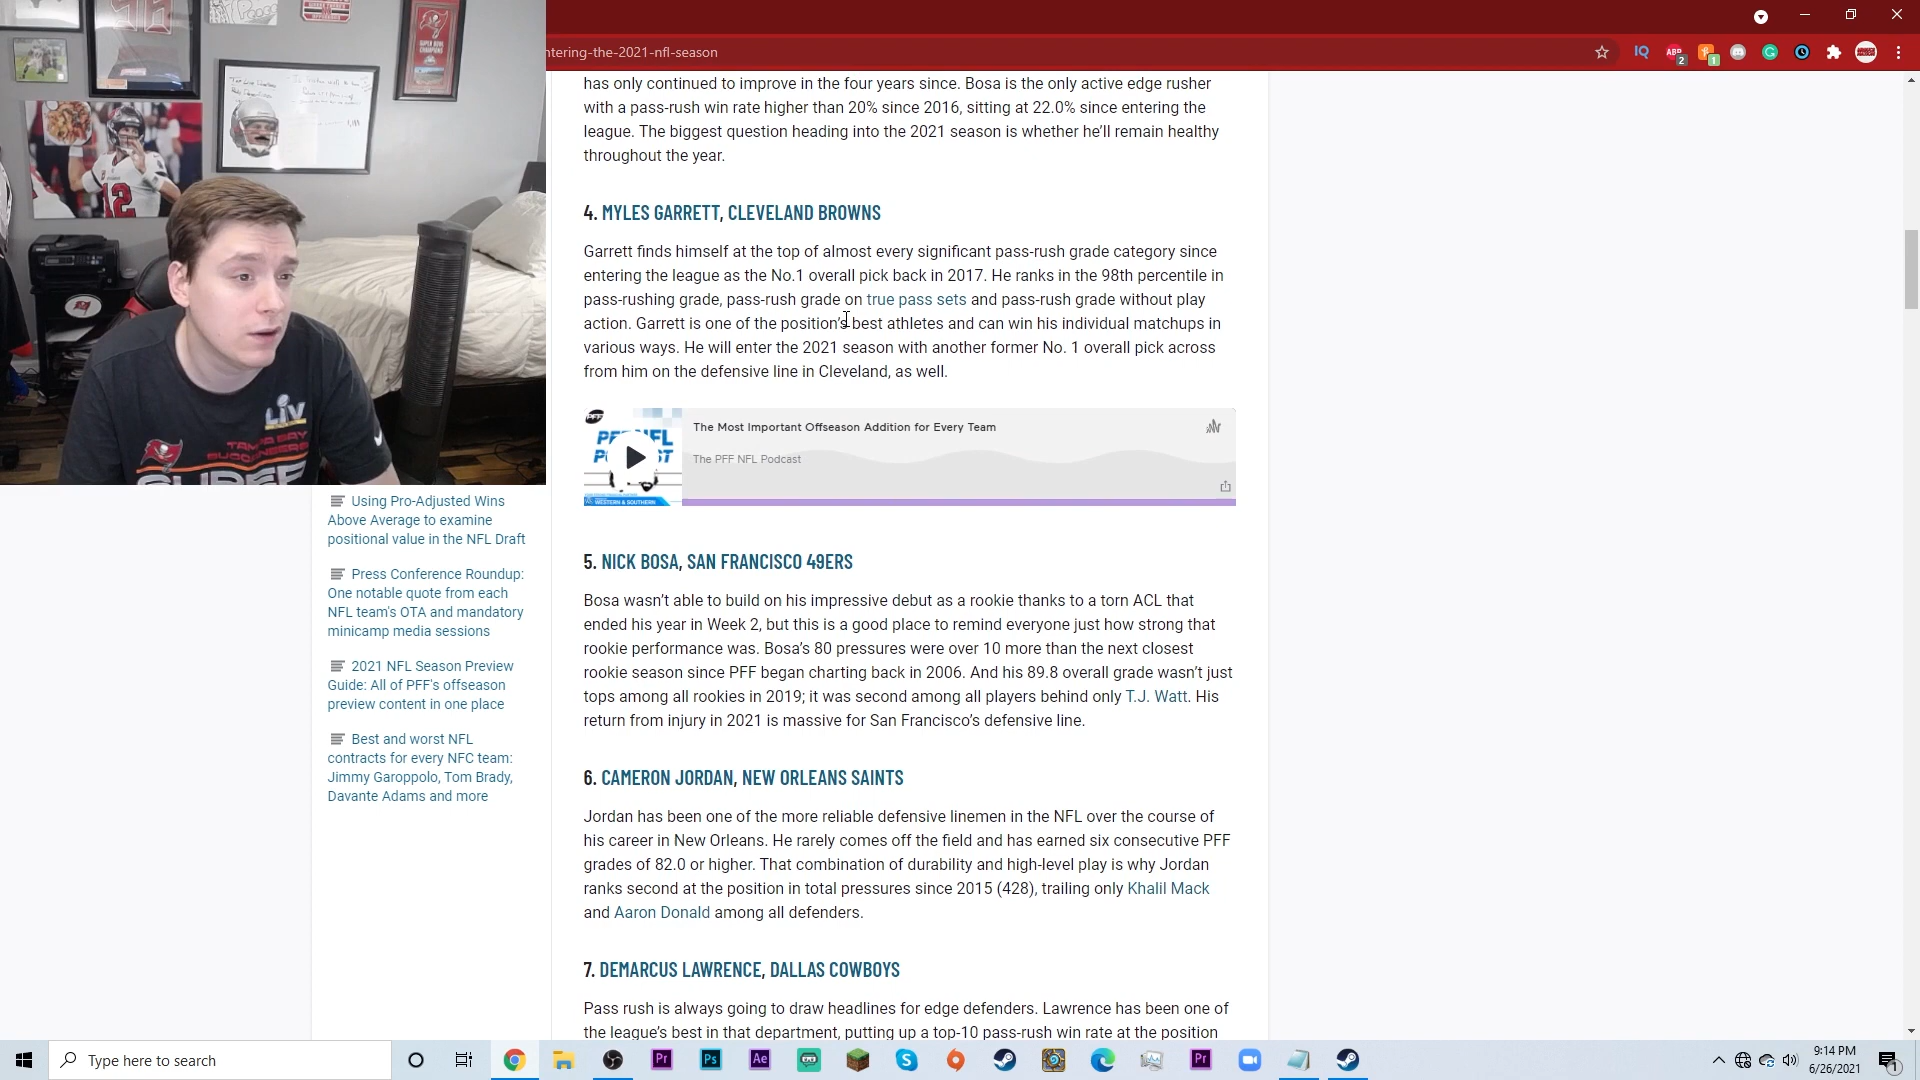 ntering-the-2021-nfl-season
has only continued to improve in the four years since. Bosa is the only active edge rusher
with a pass-rush win rate higher than 20% since 2016, sitting at 22.0% since entering the
league. The biggest question heading into the 2021 season is whether he’ll remain healthy
throughout the year.
4. MYLES GARRETT, CLEVELAND BROWNS
Garrett finds himself at the top of almost every significant pass-rush grade category since
entering the league as the No.1 overall pick back in 2017. He ranks in the 98th percentile in
pass-rushing grade, pass-rush grade on true pass sets and pass-rush grade without play
action. Garrett is one of the position’s best athletes and can win his individual matchups in
various ways. He will enter the 2021 season with another former No. 1 overall pick across
from him on the defensive line in Cleveland, as well.
The Most Important Offseason Addition for Every Team
The PFF NFL Podcast
PFF
WESTERN & SOUTHERN
5. NICK BOSA, SAN FRANCISCO 49ERS
Bosa wasn’t able to build on his impressive debut as a rookie thanks to a torn ACL that
ended his year in Week 2, but this is a good place to remind everyone just how strong that
rookie performance was. Bosa’s 80 pressures were over 10 more than the next closest
rookie season since PFF began charting back in 2006. And his 89.8 overall grade wasn’t just
tops among all rookies in 2019; it was second among all players behind only T.J. Watt. His
return from injury in 2021 is massive for San Francisco’s defensive line.
6. CAMERON JORDAN, NEW ORLEANS SAINTS
Jordan has been one of the more reliable defensive linemen in the NFL over the course of
his career in New Orleans. He rarely comes off the field and has earned six consecutive PFF
grades of 82.0 or higher. That combination of durability and high-level play is why Jordan
ranks second at the position in total pressures since 2015 (428), trailing only Khalil Mack
and Aaron Donald among all defenders.
7. DEMARCUS LAWRENCE, DALLAS COWBOYS
Pass rush is always going to draw headlines for edge defenders. Lawrence has been one of
the league’s best in that department, putting up a top-10 pass-rush win rate at the position
Using Pro-Adjusted Wins
Above Average to examine
positional value in the NFL Draft
Press Conference Roundup:
One notable quote from each
NFL team's OTA and mandatory
minicamp media sessions
2021 NFL Season Preview
Guide: All of PFF's offseason
preview content in one place
Best and worst NFL
contracts for every NFC team:
Jimmy Garoppolo, Tom Brady,
Davante Adams and more
SUPER BOWL
CHAMPIONS
12
LIV
TAMPA BAY
BUCCANEERS
SUPER
IQ
ABP
2
1
Type here to search
Pr
Ps
Ae
Pr
9:14 PM
6/26/2021
1